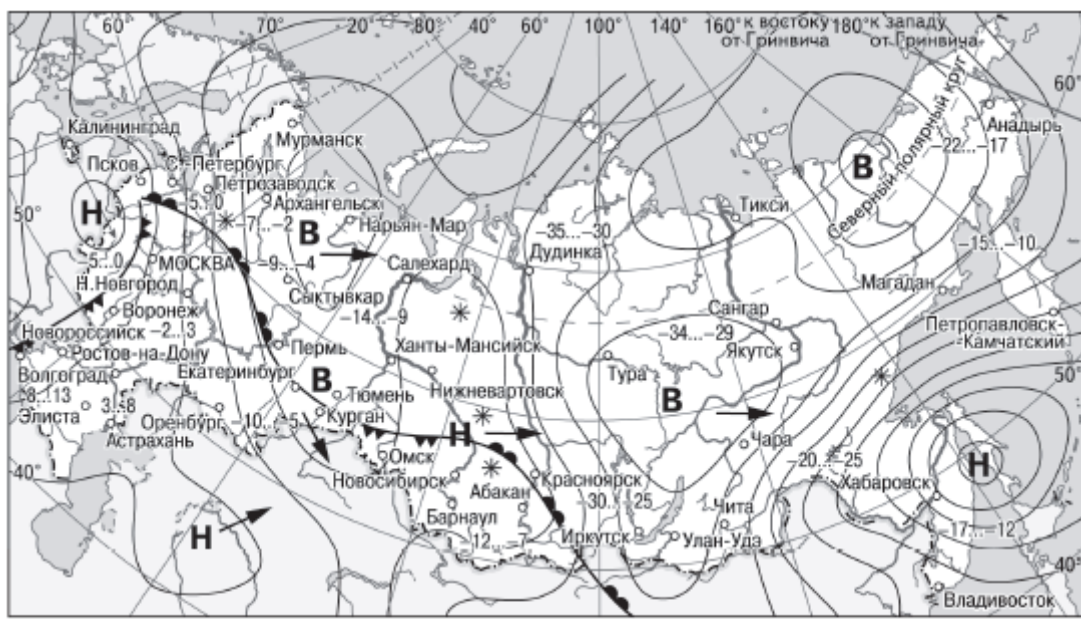 60°
70°
20°
40°
60°
100°
140°
160° к востоку
от Гринвича
180° к западу
от Гринвича
60°
Северный полярный круг
Анадырь
−22...−17
В
Калининград
Мурманск
Псков
С.-Петербург
Петрозаводск
5...0
Архангельск
−7...−2
В
Нарьян-Мар
−35...−30
Дудинка
Тикси
50°
Н
−15...−10
−5...0
МОСКВА
−9...−4
Салехард
Магадан
Н.Новгород
Сыктывкар
−14...−9
Сангар
Воронеж
−2...3
−34...−29
Петропавловск-
Камчатский
Новороссийск
Пермь
Ханты-Мансийск
Якутск
Ростов-на-Дону
Екатеринбург
Тура
50°
Волгоград
В
Тюмень
Нижневартовск
В
8...13
Элиста
3...8
Курган
Астрахань
Оренбург
−10...−5
Н
Чара
40°
Омск
−20...−25
Н
Новосибирск
Красноярск
Хабаровск
Абакан
−30...−25
Чита
Барнаул
−17...−12
Н
−12...−7
Иркутск
Улан-Удэ
40°
Владивосток